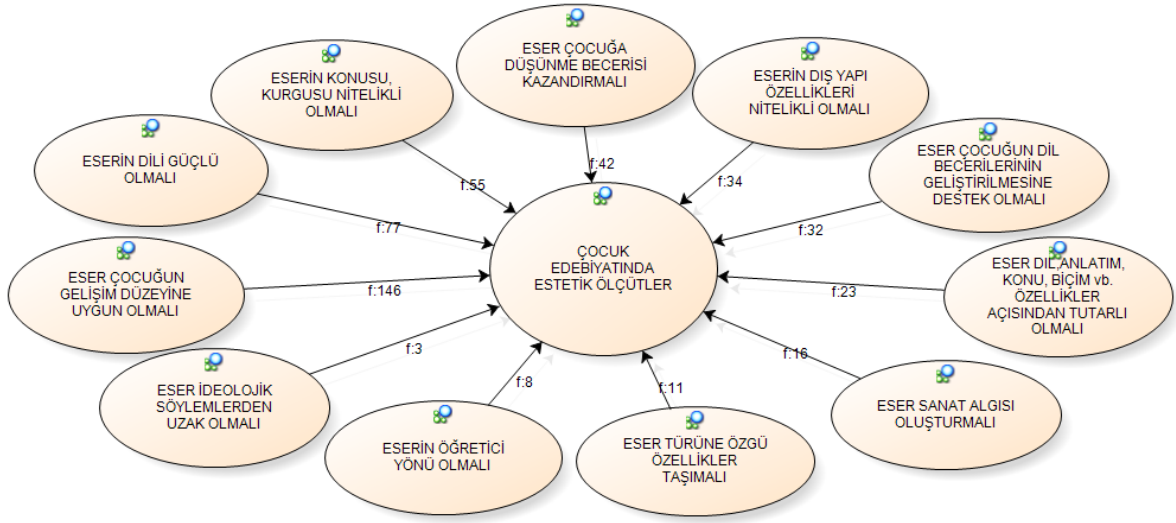 ESER ÇOCUĞA
DÜŞÜNME BECERİSİ
KAZANDIRMALI
ESERİN KONUSU,
KURGUSU NİTELİKLİ
OLMALI
ESERİN DIŞ YAPI
ÖZELLİKLERİ
NİTELİKLİ OLMALI
ESERİN DİLİ GÜÇLÜ
OLMALI
ESER ÇOCUĞUN DİL
BECERİLERİNİN
GELİŞTİRİLMESİNE
DESTEK OLMALI
f:42
f:55
f:34
f:77
f:32
ÇOCUK
EDEBİYATINDA
ESTETİK ÖLÇÜTLER
ESER ÇOCUĞUN
GELİŞİM DÜZEYİNE
UYGUN OLMALI
f:146
f:23
ESER DİL,ANLATIM,
KONU, BİÇİM vb.
ÖZELLİKLER
AÇISINDAN TUTARLI
OLMALI
f:3
f:16
f:8
f:11
ESER İDEOLOJİK
SÖYLEMLERDEN
UZAK OLMALI
ESERİN ÖĞRETİCİ
YÖNÜ OLMALI
ESER TÜRÜNE ÖZGÜ
ÖZELLİKLER
TAŞIMALI
ESER SANAT ALGISI
OLUŞTURMALI